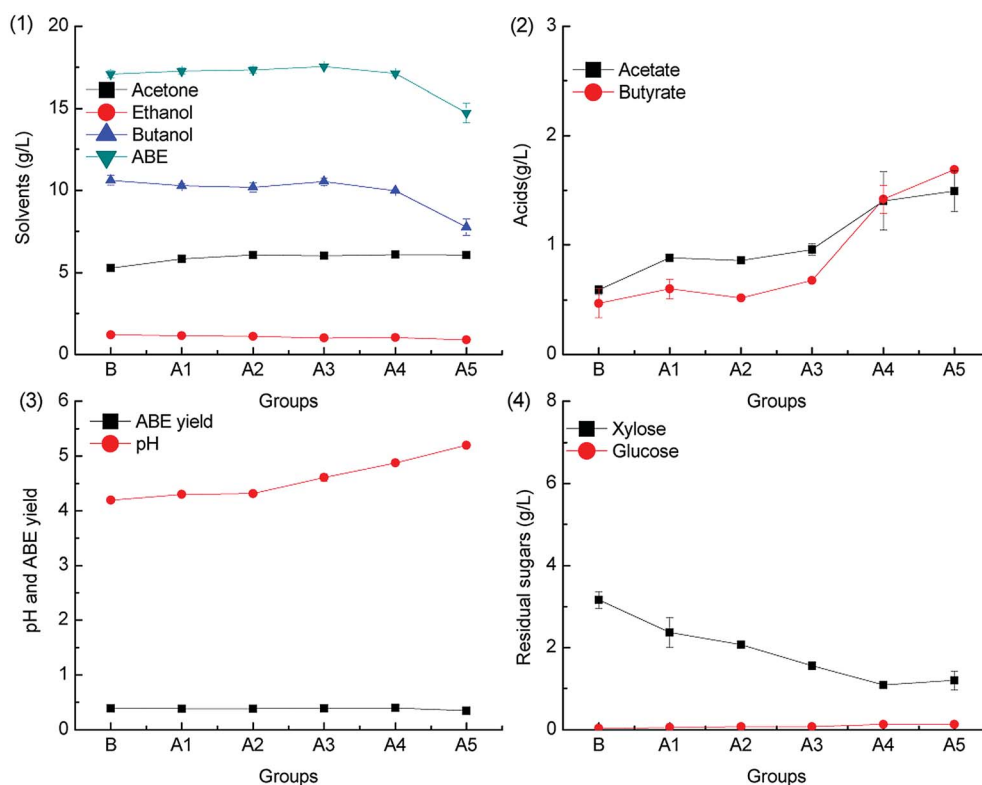 (1)
20
15
10
5
0
Solvents (g/L)
Acetone
Ethanol
Butanol
ABE
B A1 A2 A3 A4 A5
Groups
(2)
3
2
1
0
Acids(g/L)
Acetate
Butyrate
B A1 A2 A3 A4 A5
Groups
(3)
6
5
4
3
2
1
0
pH and ABE yield
ABE yield
pH
B A1 A2 A3 A4 A5
Groups
(4)
8
6
4
2
0
Residual sugars (g/L)
Xylose
Glucose
B A1 A2 A3 A4 A5
Groups